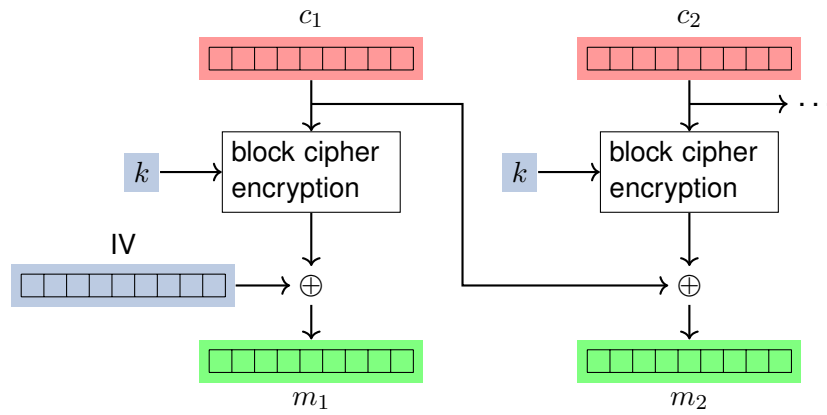 c₁ c₂
k block cipher encryption k block cipher encryption
IV
⊕ ⊕
m₁ m₂